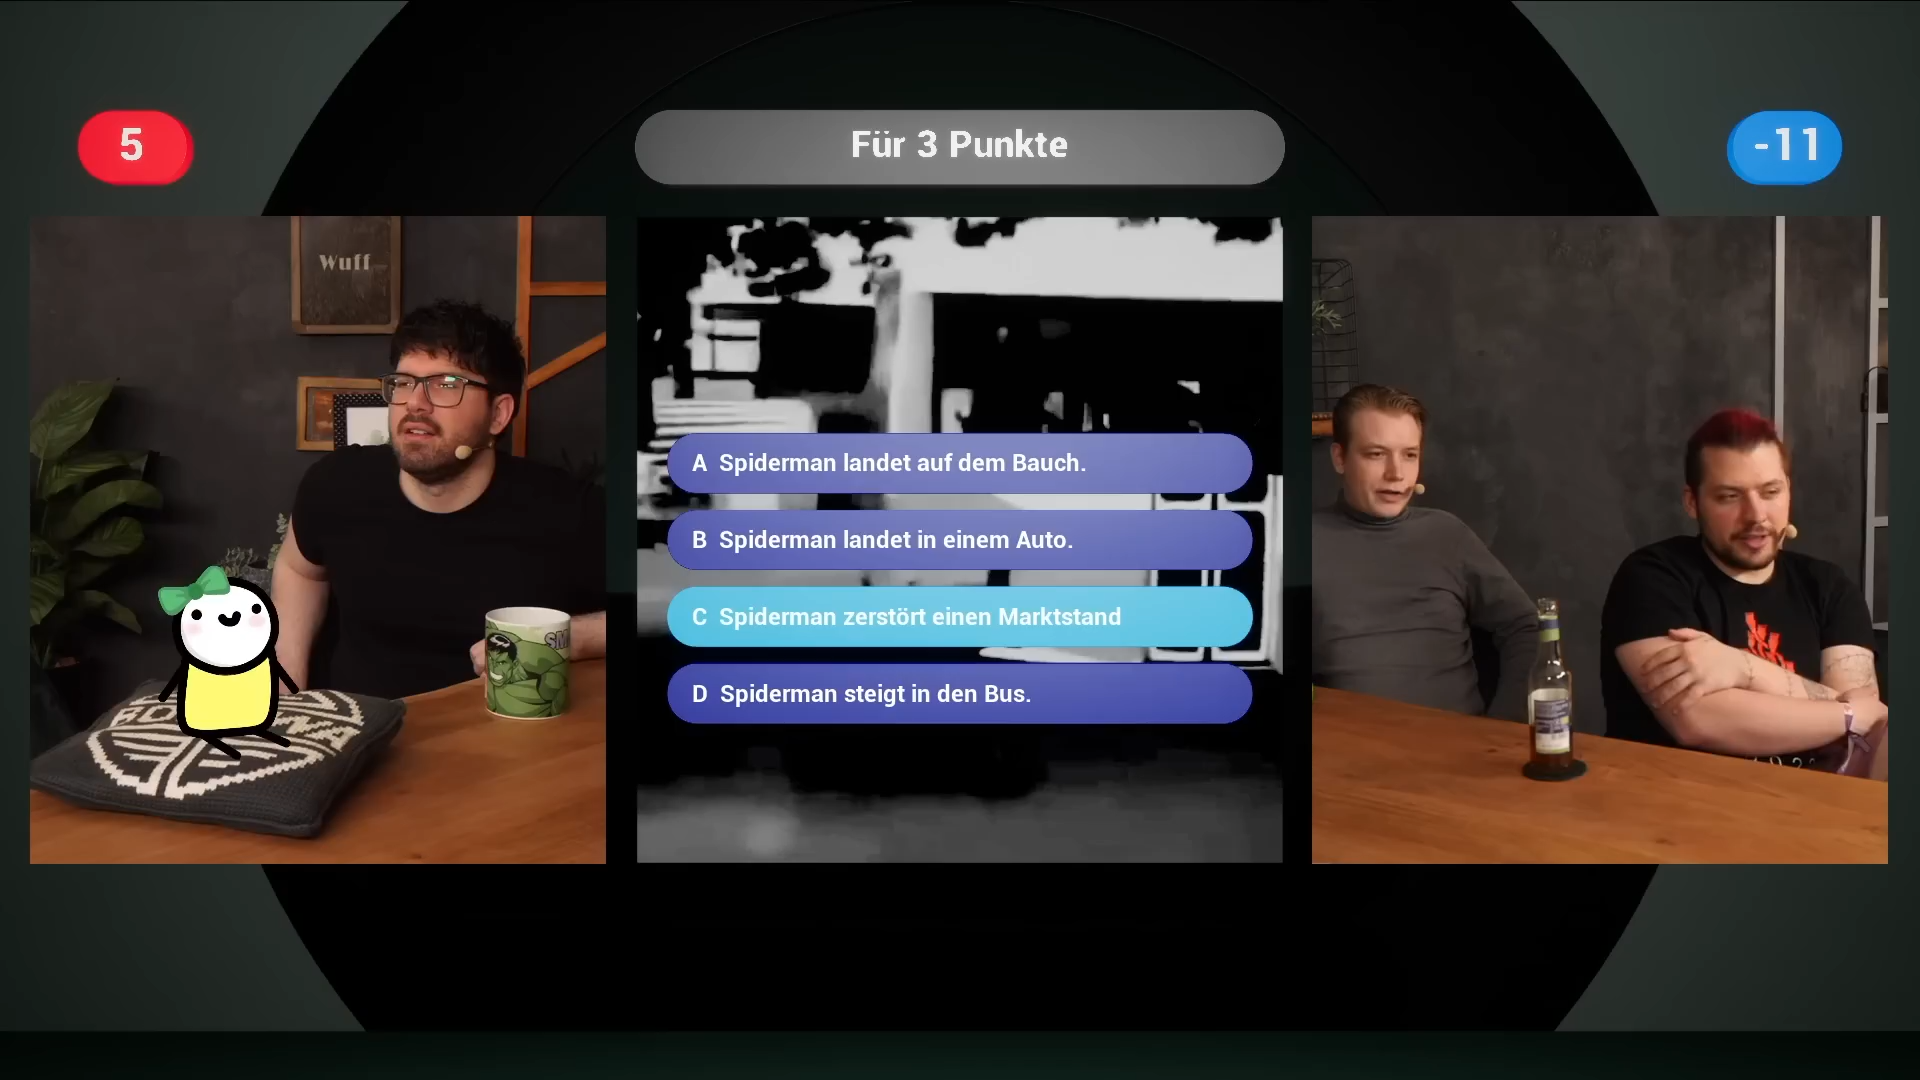 5
Für 3 Punkte
-11
Wuff
A Spiderman landet auf dem Bauch.
B Spiderman landet in einem Auto.
C Spiderman zerstört einen Marktstand
D Spiderman steigt in den Bus.